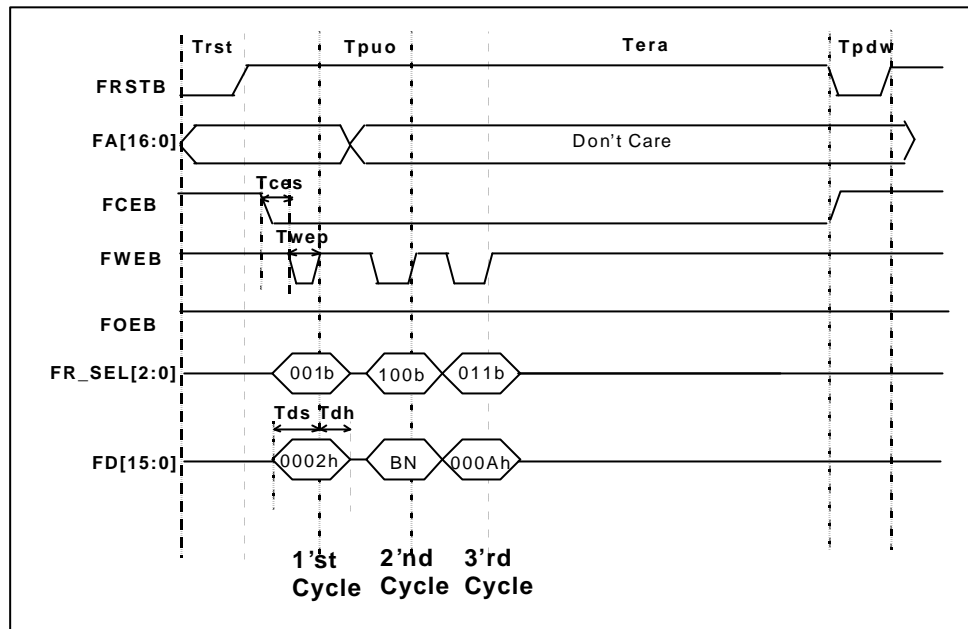 Trst Tpuo Tera Tpdw
FRSTB
FA[16:0] Don't Care
Tces
FCEB
Twep
FWEB
FOEB
FR_SEL[2:0] 001b 100b 011b
Tds Tdh
FD[15:0] 0002h BN 000Ah
1'st Cycle 2'nd Cycle 3'rd Cycle